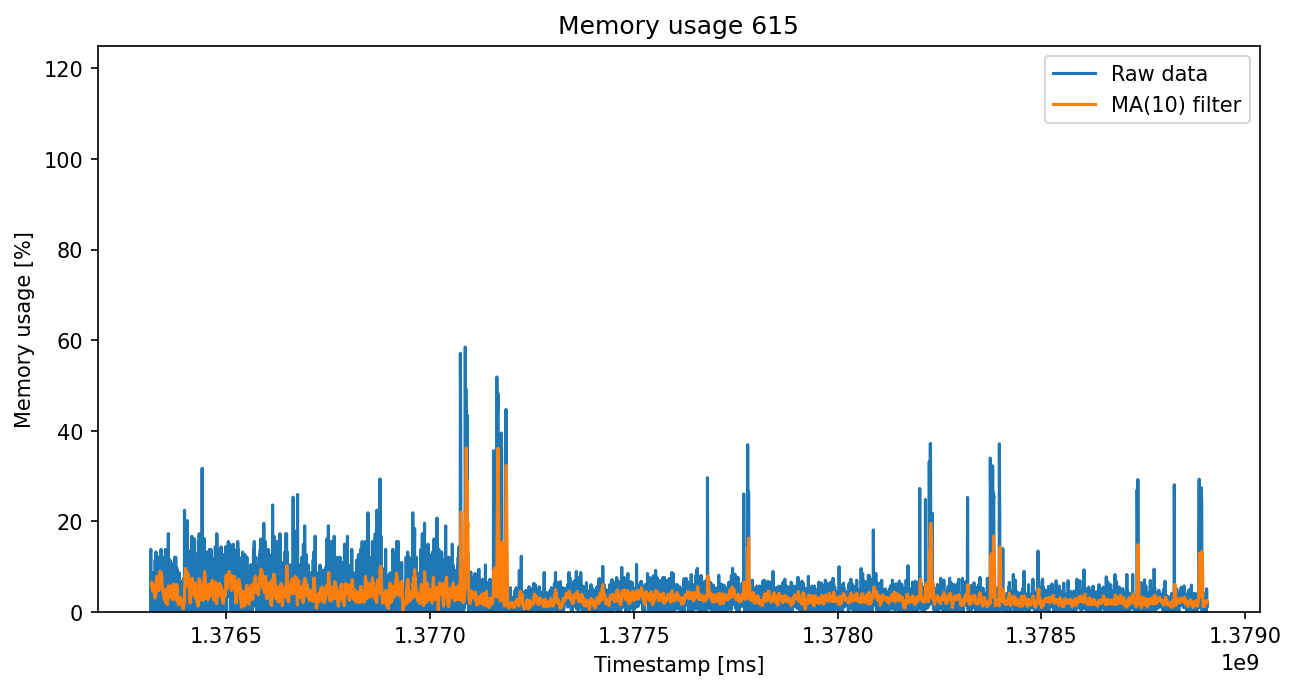 Memory usage 615
Raw data
MA(10) filter
Memory usage [%]
120
100
80
60
40
20
0
1.3765 1.3770 1.3775 1.3780 1.3785 1.3790
1e9
Timestamp [ms]